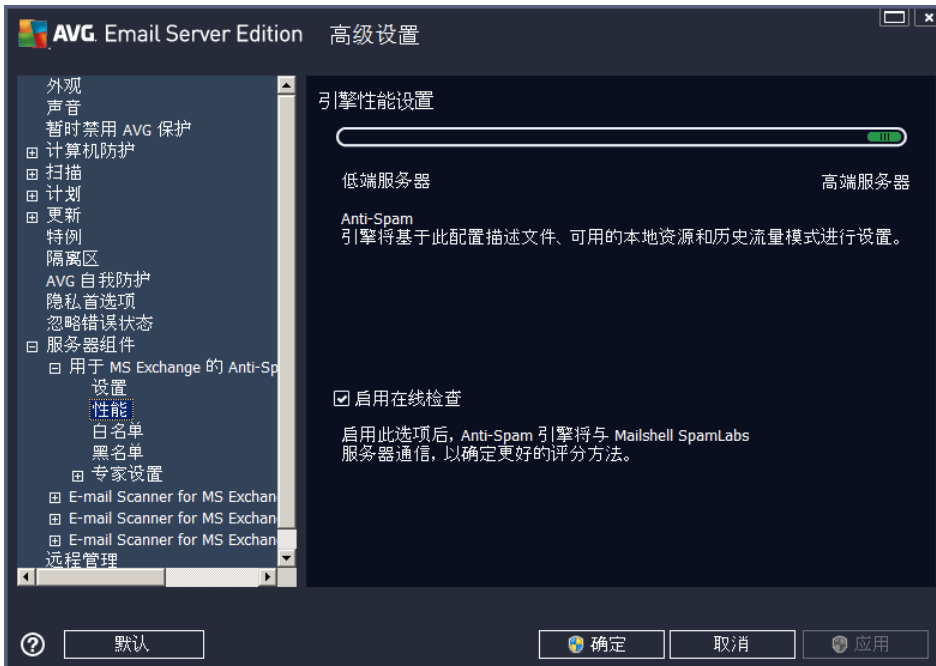 AVG. Email Server Edition 高级设置
外观
声音
暂时禁用 AVG 保护
计算机防护
扫描
计划
更新
特例
隔离区
AVG 自我防护
隐私首选项
忽略错误状态
服务器组件
用于 MS Exchange 的 Anti-Sp
设置
性能
白名单
黑名单
专家设置
E-mail Scanner for MS Exchan
E-mail Scanner for MS Exchan
E-mail Scanner for MS Exchan
远程管理
引擎性能设置
低端服务器 高端服务器
Anti-Spam
引擎将基于此配置描述文件、可用的本地资源和历史流量模式进行设置。
启用在线检查
启用此选项后, Anti-Spam 引擎将与 Mailshell SpamLabs
服务器通信, 以确定更好的评分方法。
默认 确定 取消 应用